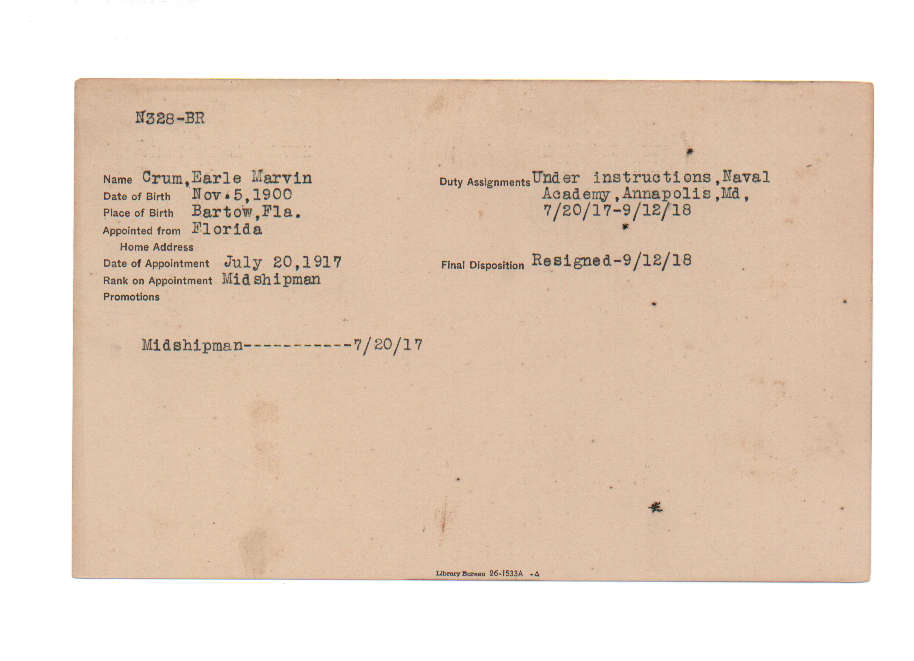 N328-BR
Name Crum,Earle Marvin
Date of Birth Nov.5,1900
Place of Birth Bartow,Fla.
Appointed from Florida
Home Address
Date of Appointment July 20,1917
Rank on Appointment Midshipman
Promotions
Midshipman-----------7/20/17
Duty Assignments Under instructions,Naval
Academy,Annapolis,Md,
7/20/17-9/12/18
Final Disposition Resigned-9/12/18
Library Bureau 26-1533A -A